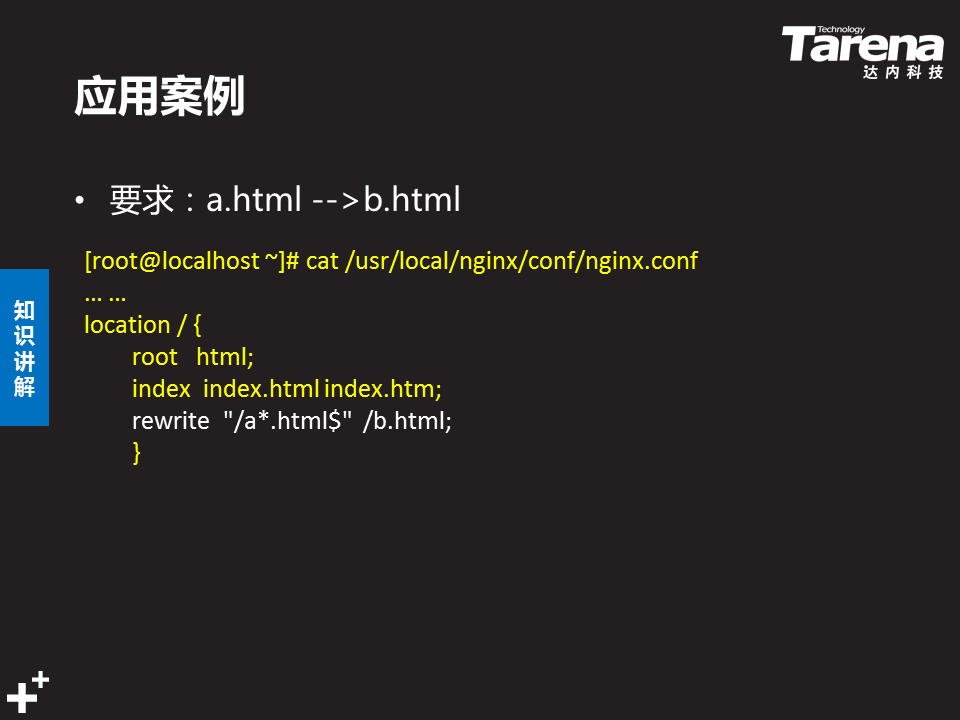 Technology
Tarena
达内科技
应用案例
• 要求：a.html -->b.html
[root@localhost ~]# cat /usr/local/nginx/conf/nginx.conf
... ...
location / {
root html;
index index.html index.htm;
rewrite "/a*.html$" /b.html;
}
知识讲解